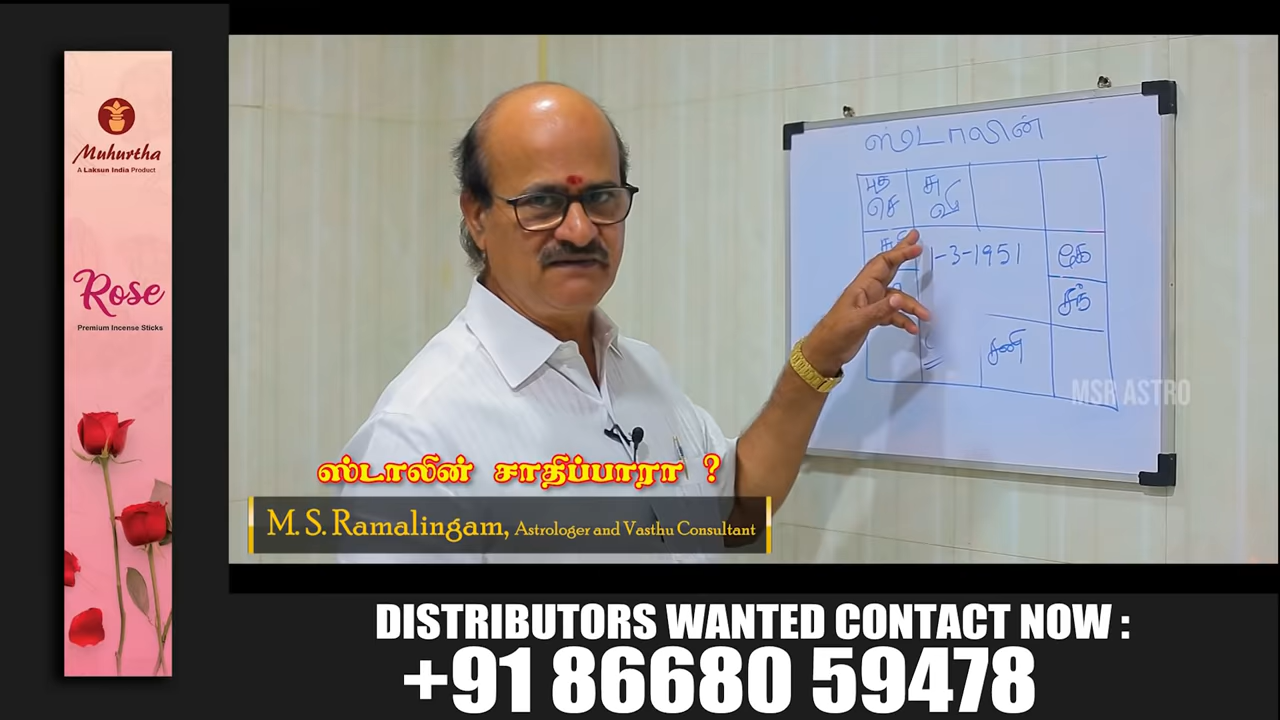 Muhurtha
A Laksun India Product
Rose
Premium Incense Sticks
ஸ்டாலின்
புத சு
செ வி
1-3-1951 கே
சிந்
சனி
MSR ASTRO
ஸ்டாலின் சாதிப்பாரா ?
M. S. Ramalingam, Astrologer and Vasthu Consultant
DISTRIBUTORS WANTED CONTACT NOW :
+91 86680 59478